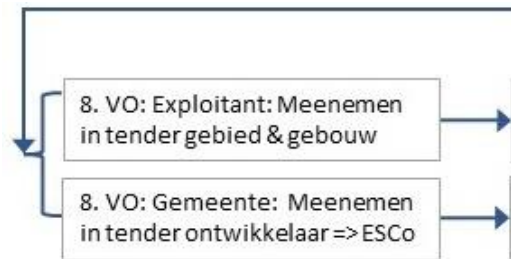 8. VO: Exploitant: Meenemen
in tender gebied & gebouw
8. VO: Gemeente: Meenemen
in tender ontwikkelaar => ESCo